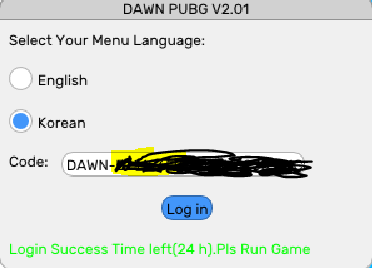 DAWN PUBG V2.01
Select Your Menu Language:
English
Korean
Code: DAWN-
Log in
Login Success Time left(24 h).Pls Run Game